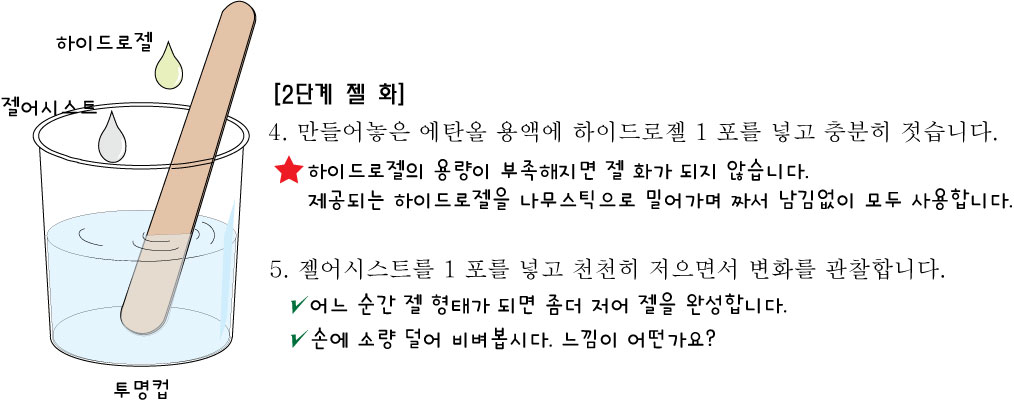 하이드로젤
젤어시스트
[2단계 젤 화]
4. 만들어놓은 에탄올 용액에 하이드로젤 1 포를 넣고 충분히 젓습니다.
하이드로젤의 용량이 부족해지면 젤 화가 되지 않습니다.
제공되는 하이드로젤을 나무스틱으로 밀어가며 짜서 남김없이 모두 사용합니다.
5. 젤어시스트를 1 포를 넣고 천천히 저으면서 변화를 관찰합니다.
✓어느 순간 젤 형태가 되면 좀더 저어 젤을 완성합니다.
✓손에 소량 덜어 비벼봅시다. 느낌이 어떤가요?
투명컵